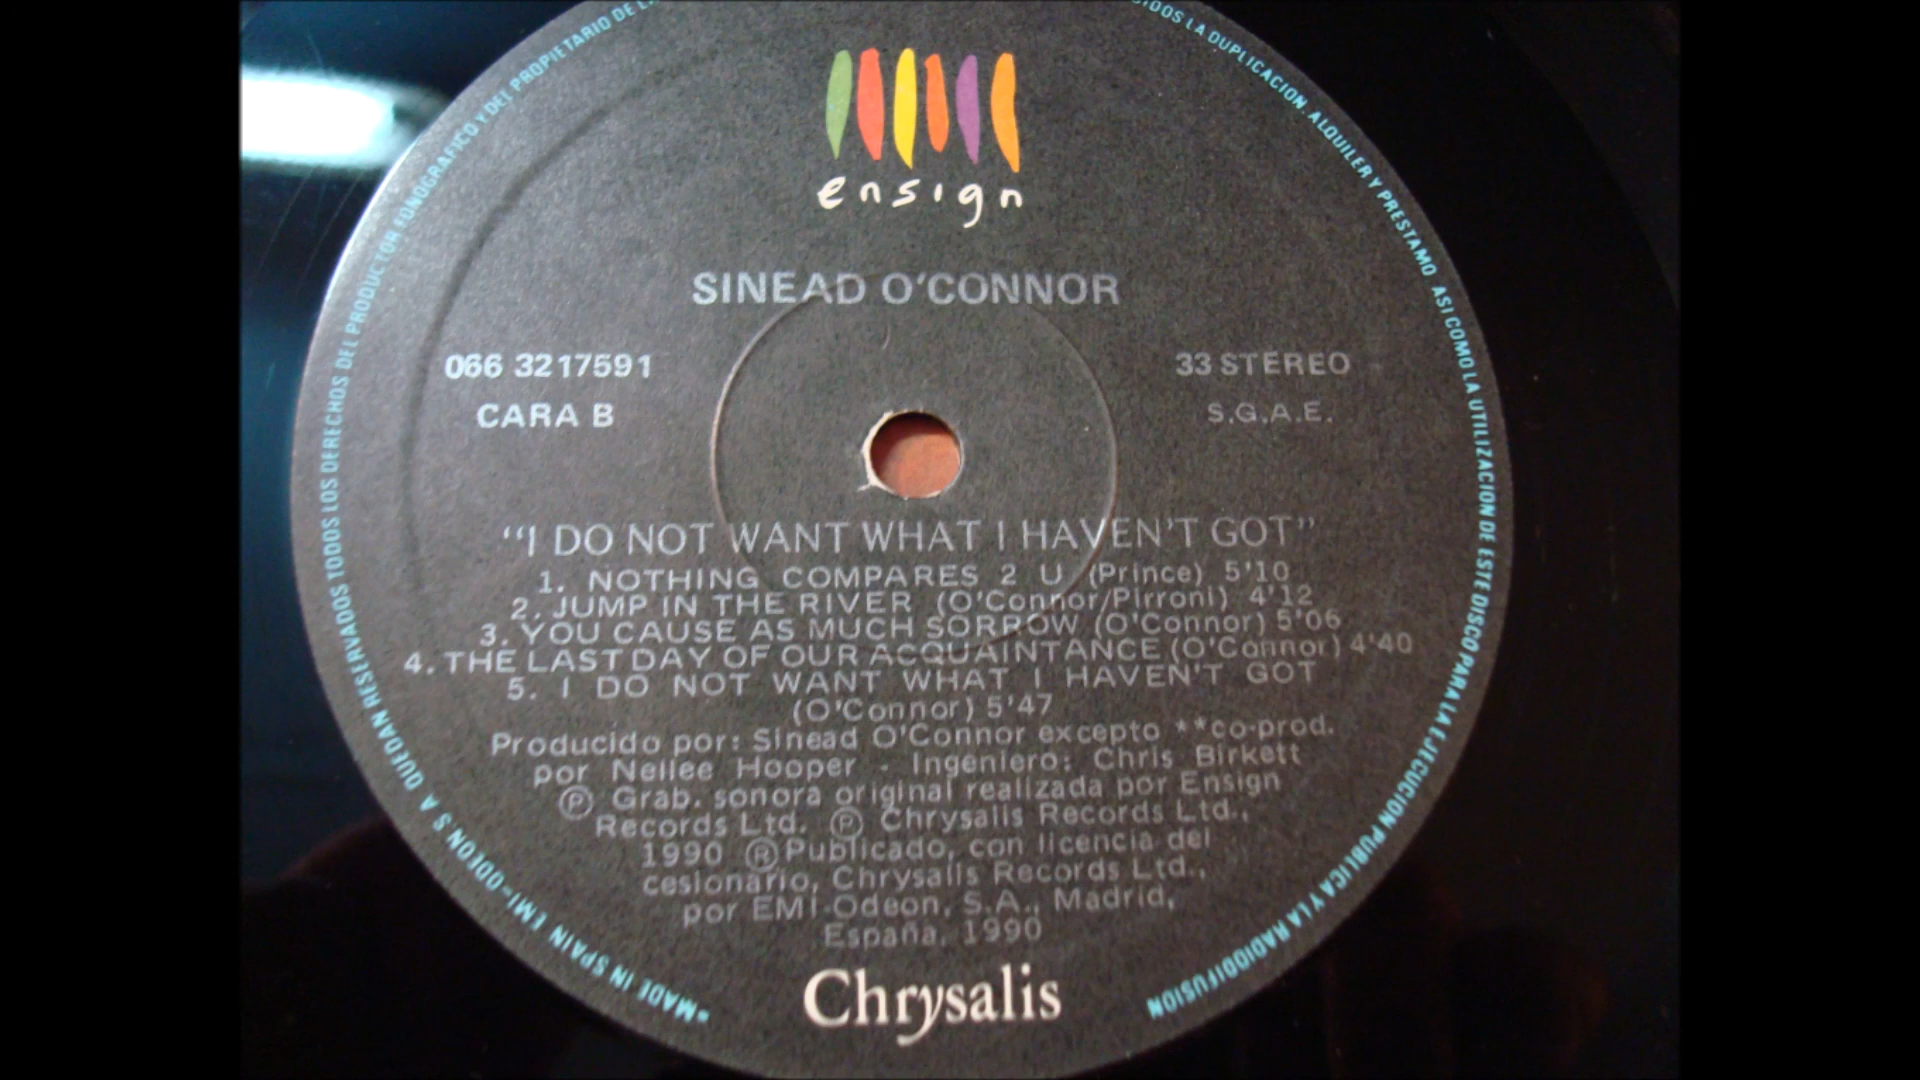 ensign
SINEAD O'CONNOR
066 3217591
33 STEREO
CARA B
S.G.A.E.
“I DO NOT WANT WHAT I HAVEN'T GOT”
1. NOTHING COMPARES 2 U (Prince) 5'10
2. JUMP IN THE RIVER (O'Connor/Pirroni) 4'12
3. YOU CAUSE AS MUCH SORROW (O'Connor) 5'06
4. THE LAST DAY OF OUR ACQUAINTANCE (O'Connor) 4'40
5. I DO NOT WANT WHAT I HAVEN'T GOT
(O'Connor) 5'47
Producido por: Sinead O'Connor excepto **co-prod.
por Nellee Hooper - Ingeniero: Chris Birkett
Ⓟ Grab. sonora original realizada por Ensign
Records Ltd. Ⓟ Chrysalis Records Ltd.,
1990 Ⓡ Publicado, con licencia del
cesionario, Chrysalis Records Ltd.,
por EMI-Odeon, S.A., Madrid,
España, 1990
Chrysalis
"MADE IN SPAIN EMI-ODEON S A QUEDAN RESERVADOS TODOS LOS DERECHOS DEL PRODUCTOR FONOGRAFICO Y DEL PROPIETARIO DE
LA DUPLICACION. ALQUILER Y PRESTAMO ASI COMO LA UTILIZACION DE ESTE DISCO PARA LA EJECUCION PUBLICA Y LA RADIODIFUSION